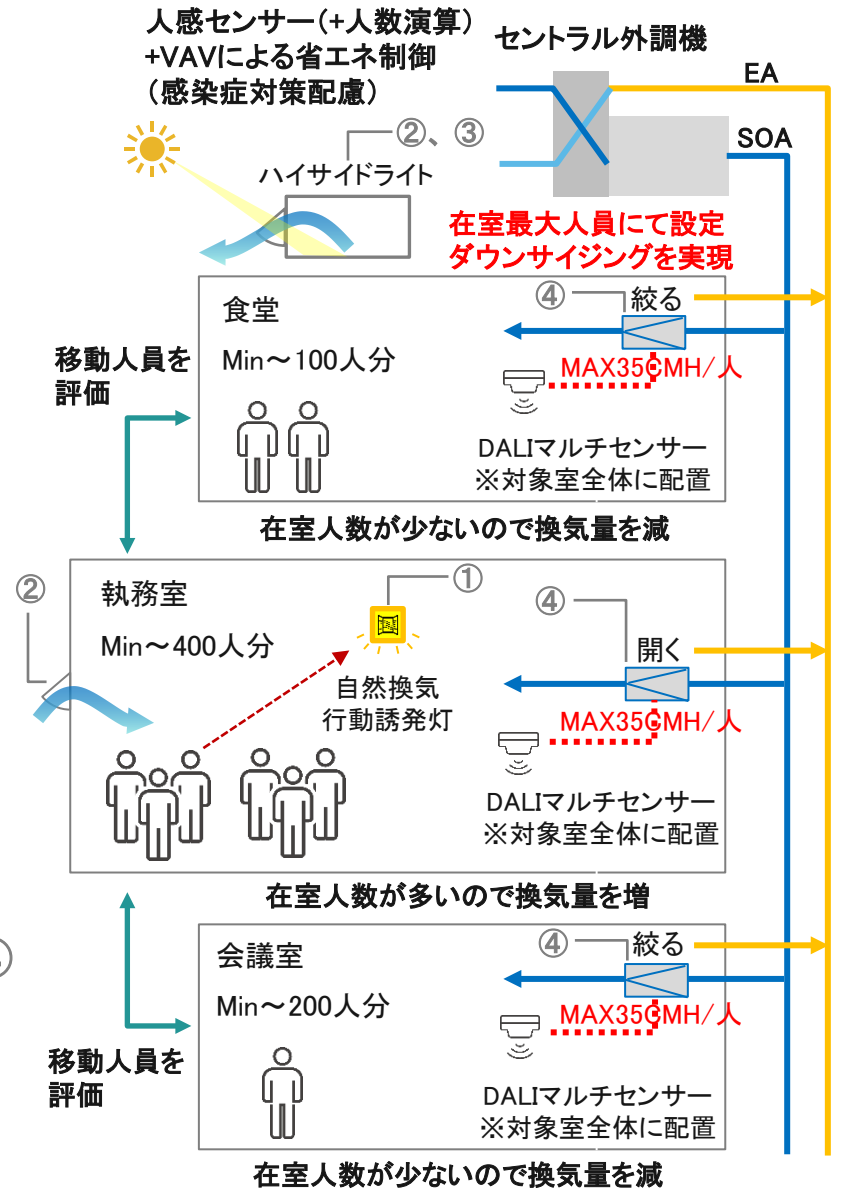 人感センサー(+人数演算)
+VAVによる省エネ制御
(感染症対策配慮)
セントラル外調機
EA
SOA
②、③
ハイサイドライト
在室最大人員にて設定
ダウンサイジングを実現
食堂
Min～100人分
④
絞る
MAX35CMH/人
DALIマルチセンサー
※対象室全体に配置
移動人員を
評価
在室人数が少ないので換気量を減
②
執務室
Min～400人分
①
自然換気
行動誘発灯
④
開く
MAX35CMH/人
DALIマルチセンサー
※対象室全体に配置
在室人数が多いので換気量を増
会議室
Min～200人分
④
絞る
MAX35CMH/人
DALIマルチセンサー
※対象室全体に配置
移動人員を
評価
在室人数が少ないので換気量を減